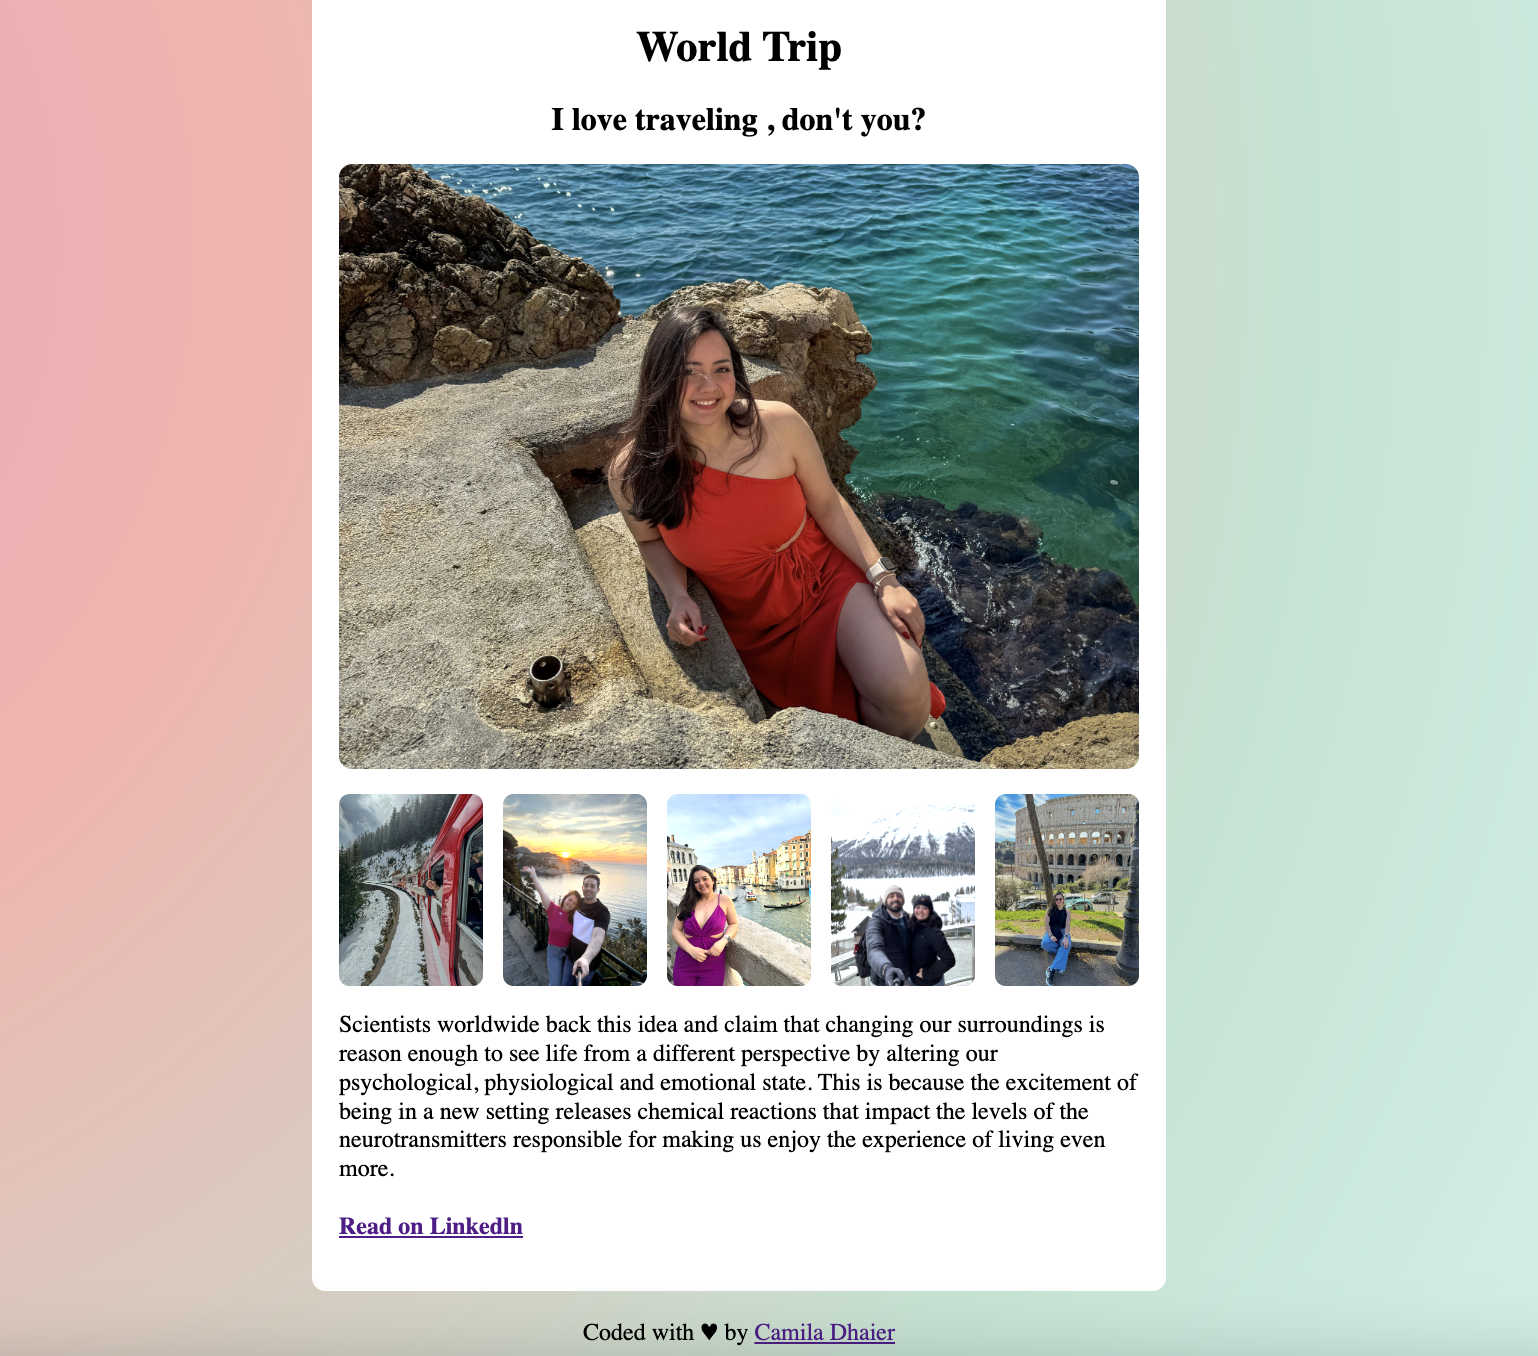 World Trip
I love traveling , don't you?
Scientists worldwide back this idea and claim that changing our surroundings is
reason enough to see life from a different perspective by altering our
psychological, physiological and emotional state. This is because the excitement of
being in a new setting releases chemical reactions that impact the levels of the
neurotransmitters responsible for making us enjoy the experience of living even
more.
Read on Linkedln
Coded with ♥ by Camila Dhaier